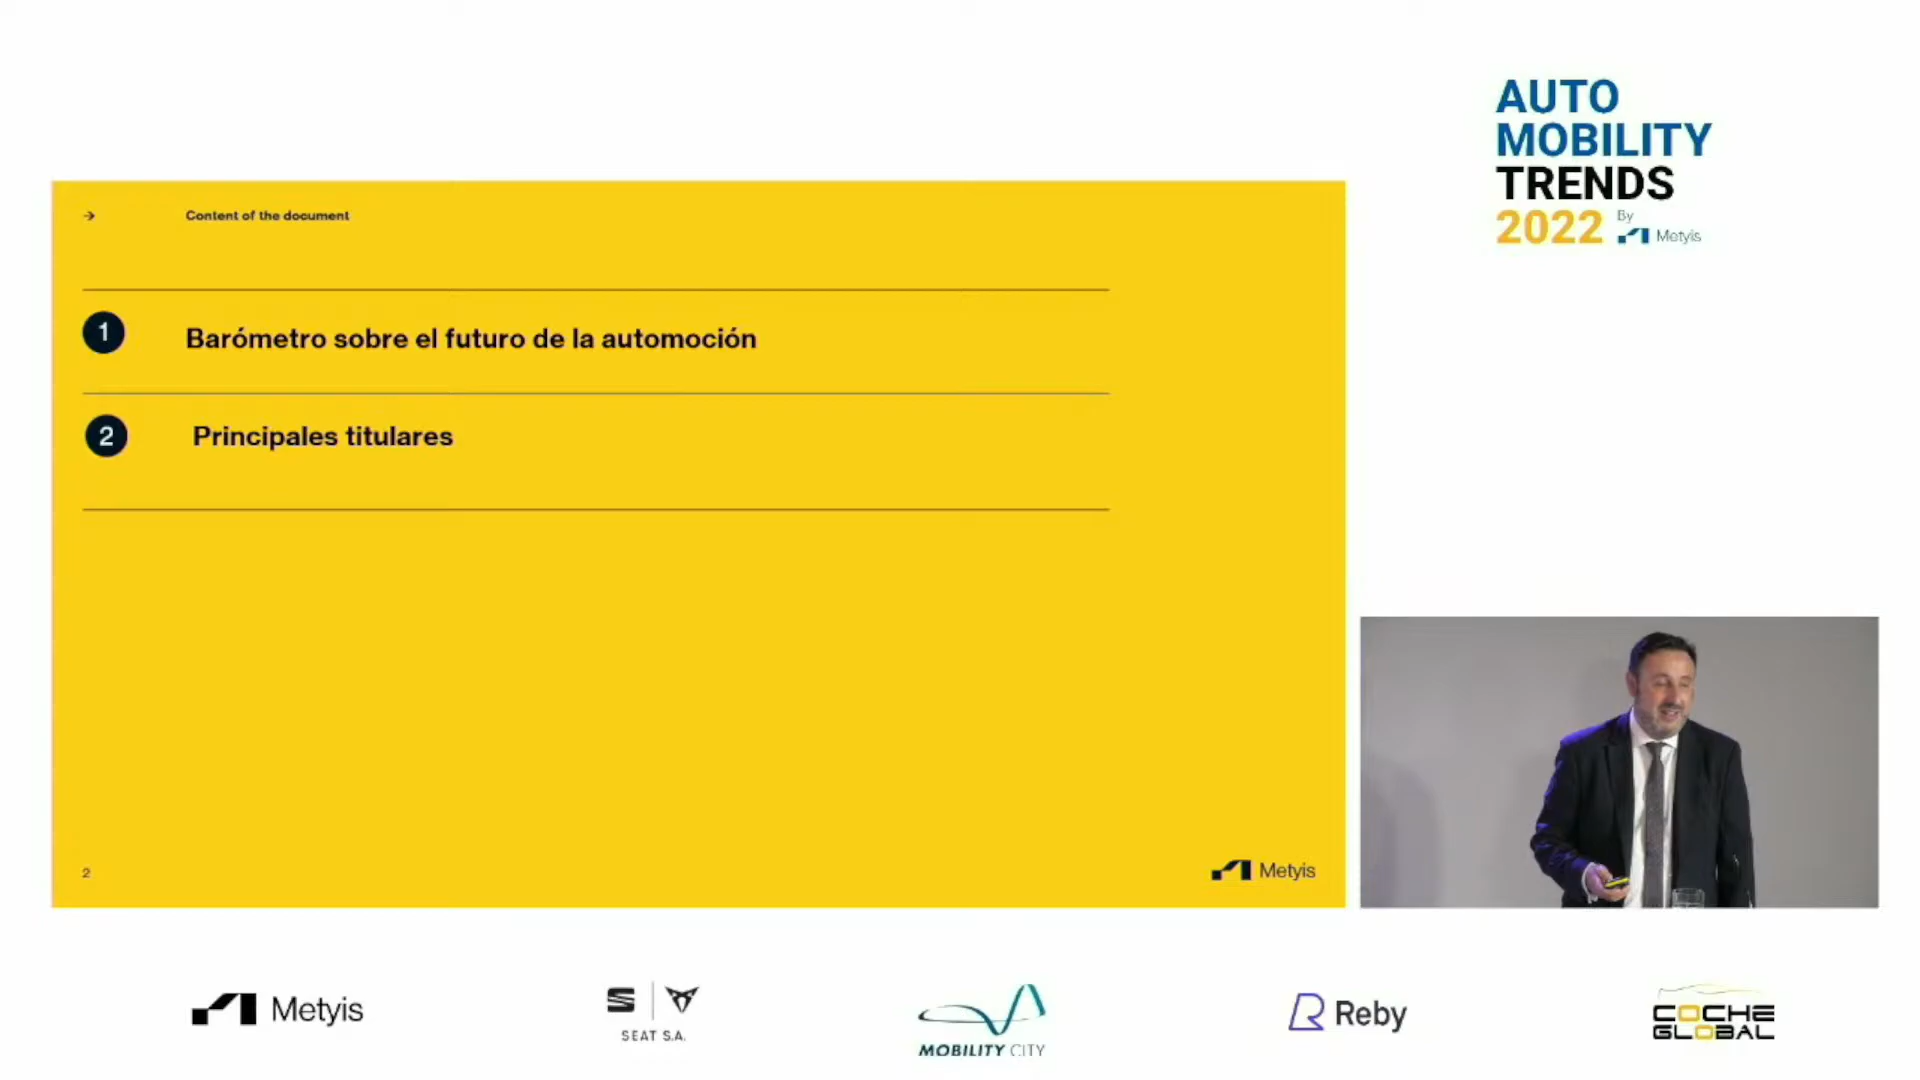 AUTO
MOBILITY
TRENDS
2022 By
Metyis
→ Content of the document
1 Barómetro sobre el futuro de la automoción
2 Principales titulares
2
Metyis
Metyis
SEAT S.A.
MOBILITY CITY
Reby
COCHE
GLOBAL